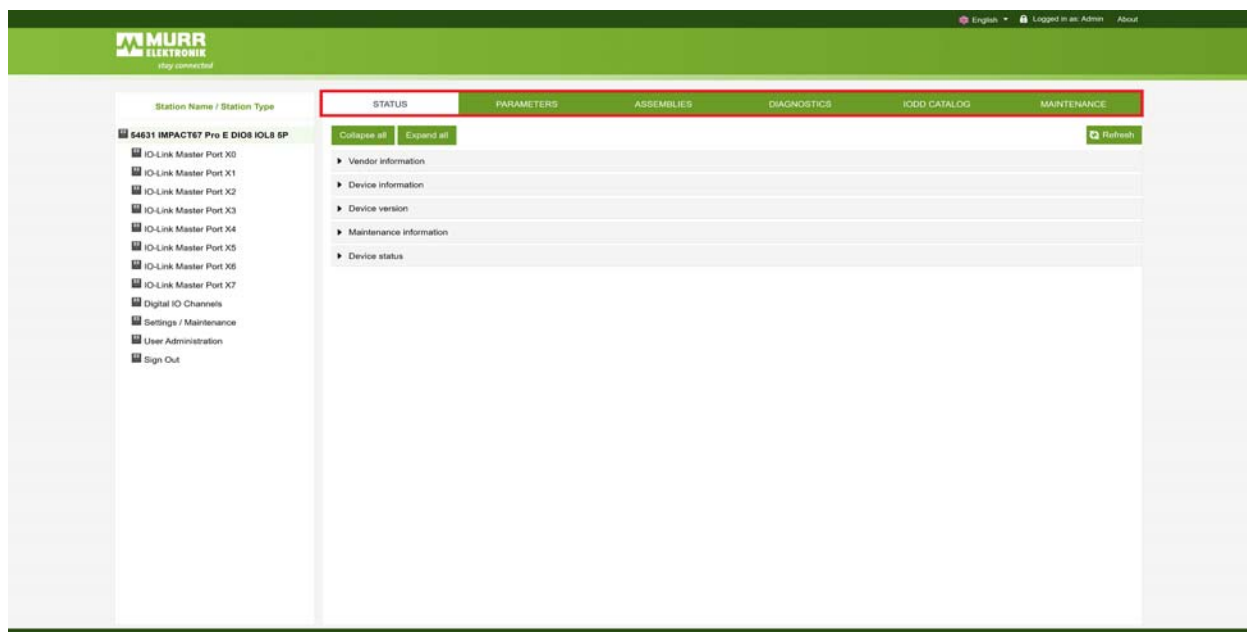 English Logged in as: Admin About
MURR
ELEKTRONIK
stay connected
Station Name / Station Type
STATUS PARAMETERS ASSEMBLIES DIAGNOSTICS IODD CATALOG MAINTENANCE
54631 IMPACT67 Pro E DIO8 IOL8 5P
IO-Link Master Port X0
IO-Link Master Port X1
IO-Link Master Port X2
IO-Link Master Port X3
IO-Link Master Port X4
IO-Link Master Port X5
IO-Link Master Port X6
IO-Link Master Port X7
Digital IO Channels
Settings / Maintenance
User Administration
Sign Out
Collapse all Expand all Refresh
Vendor information
Device information
Device version
Maintenance information
Device status